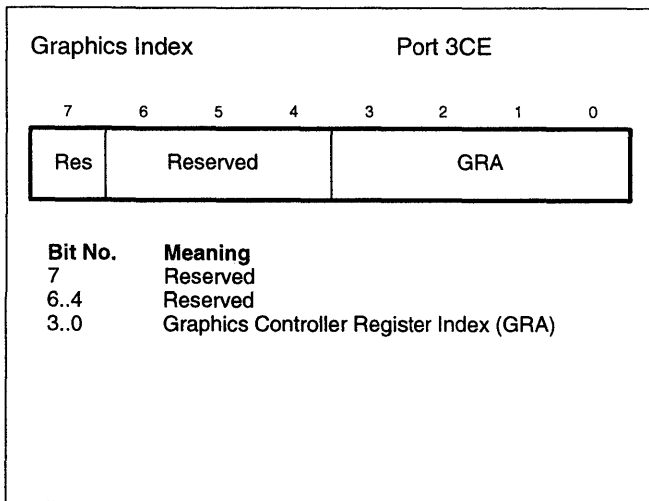 Graphics Index Port 3CE
7 6 5 4 3 2 1 0
Res Reserved GRA
Bit No. Meaning
7 Reserved
6..4 Reserved
3..0 Graphics Controller Register Index (GRA)